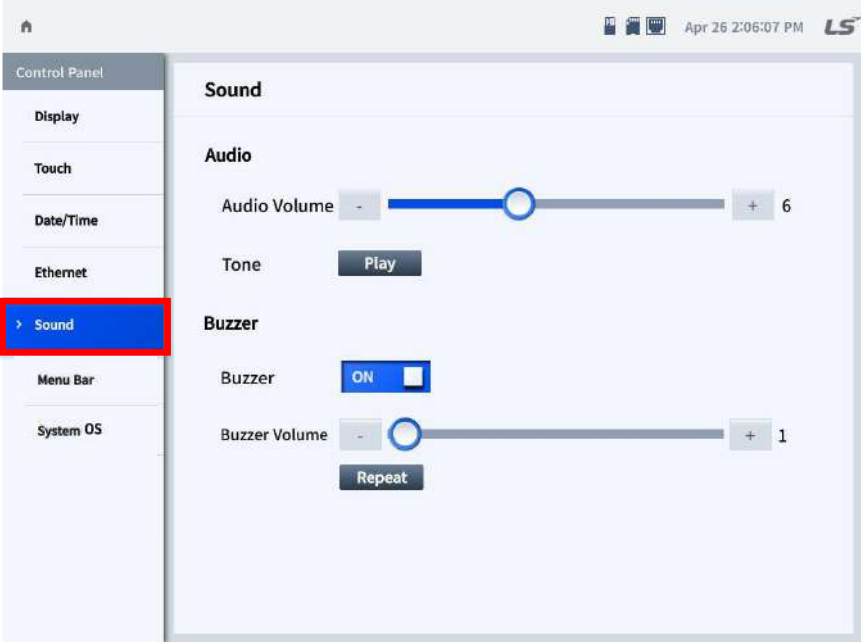 Apr 26 2:06:07 PM LS
Control Panel
Display
Touch
Date/Time
Ethernet
> Sound
Menu Bar
System OS
Sound
Audio
Audio Volume - + 6
Tone Play
Buzzer
Buzzer ON
Buzzer Volume - + 1
Repeat